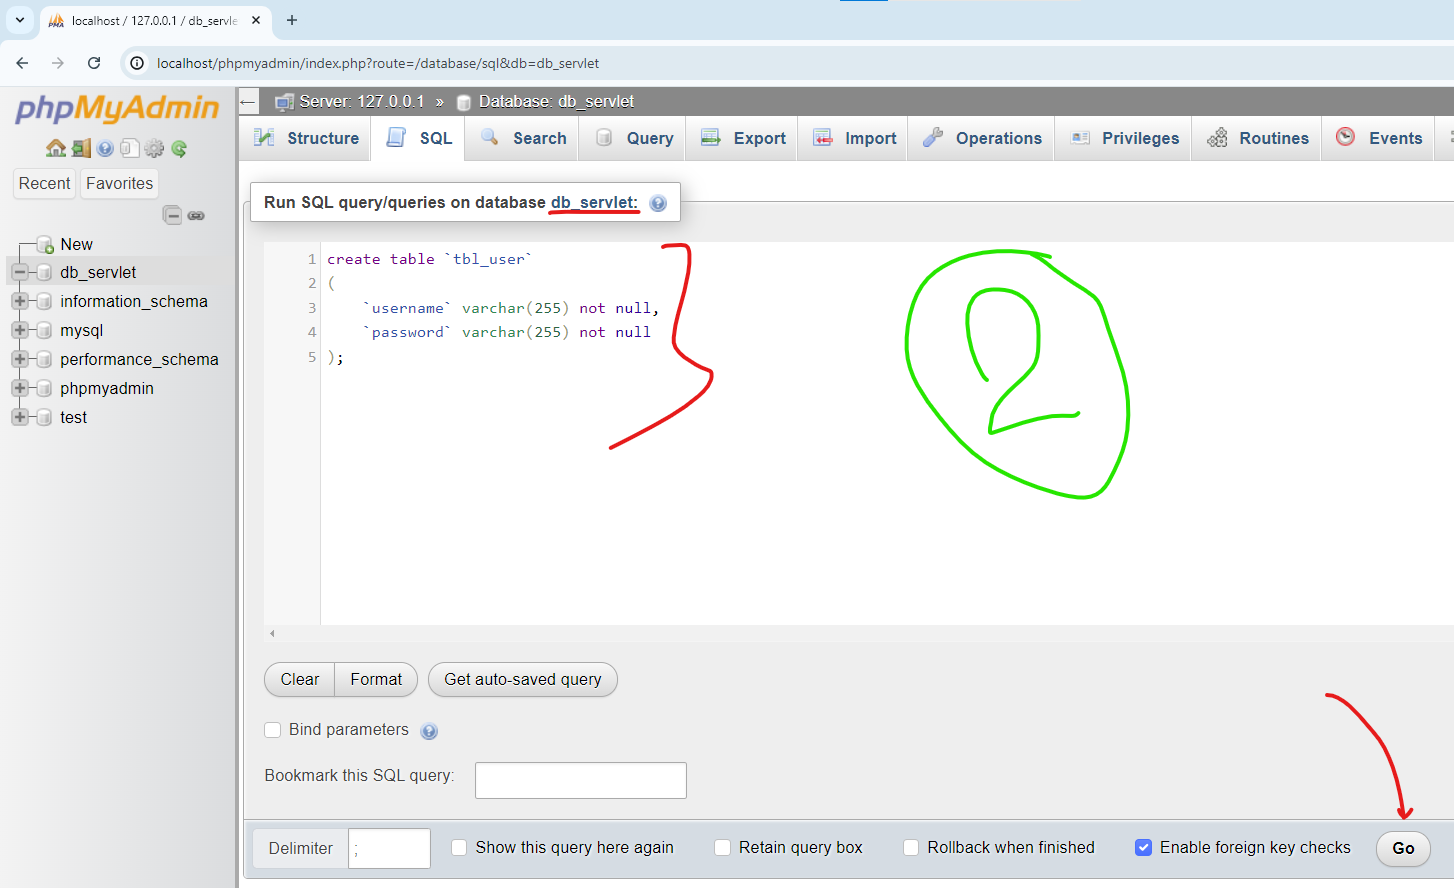 localhost / 127.0.0.1 / db_servle
localhost/phpmyadmin/index.php?route=/database/sql&db=db_servlet
phpMyAdmin
Recent Favorites
New
db_servlet
information_schema
mysql
performance_schema
phpmyadmin
test
Server: 127.0.0.1 » Database: db_servlet
Structure SQL Search Query Export Import Operations Privileges Routines Events
Run SQL query/queries on database db_servlet:
1 create table `tbl_user`
2 (
3 `username` varchar(255) not null,
4 `password` varchar(255) not null
5 );
2
Clear Format Get auto-saved query
Bind parameters
Bookmark this SQL query:
Delimiter ; Show this query here again Retain query box Rollback when finished Enable foreign key checks Go